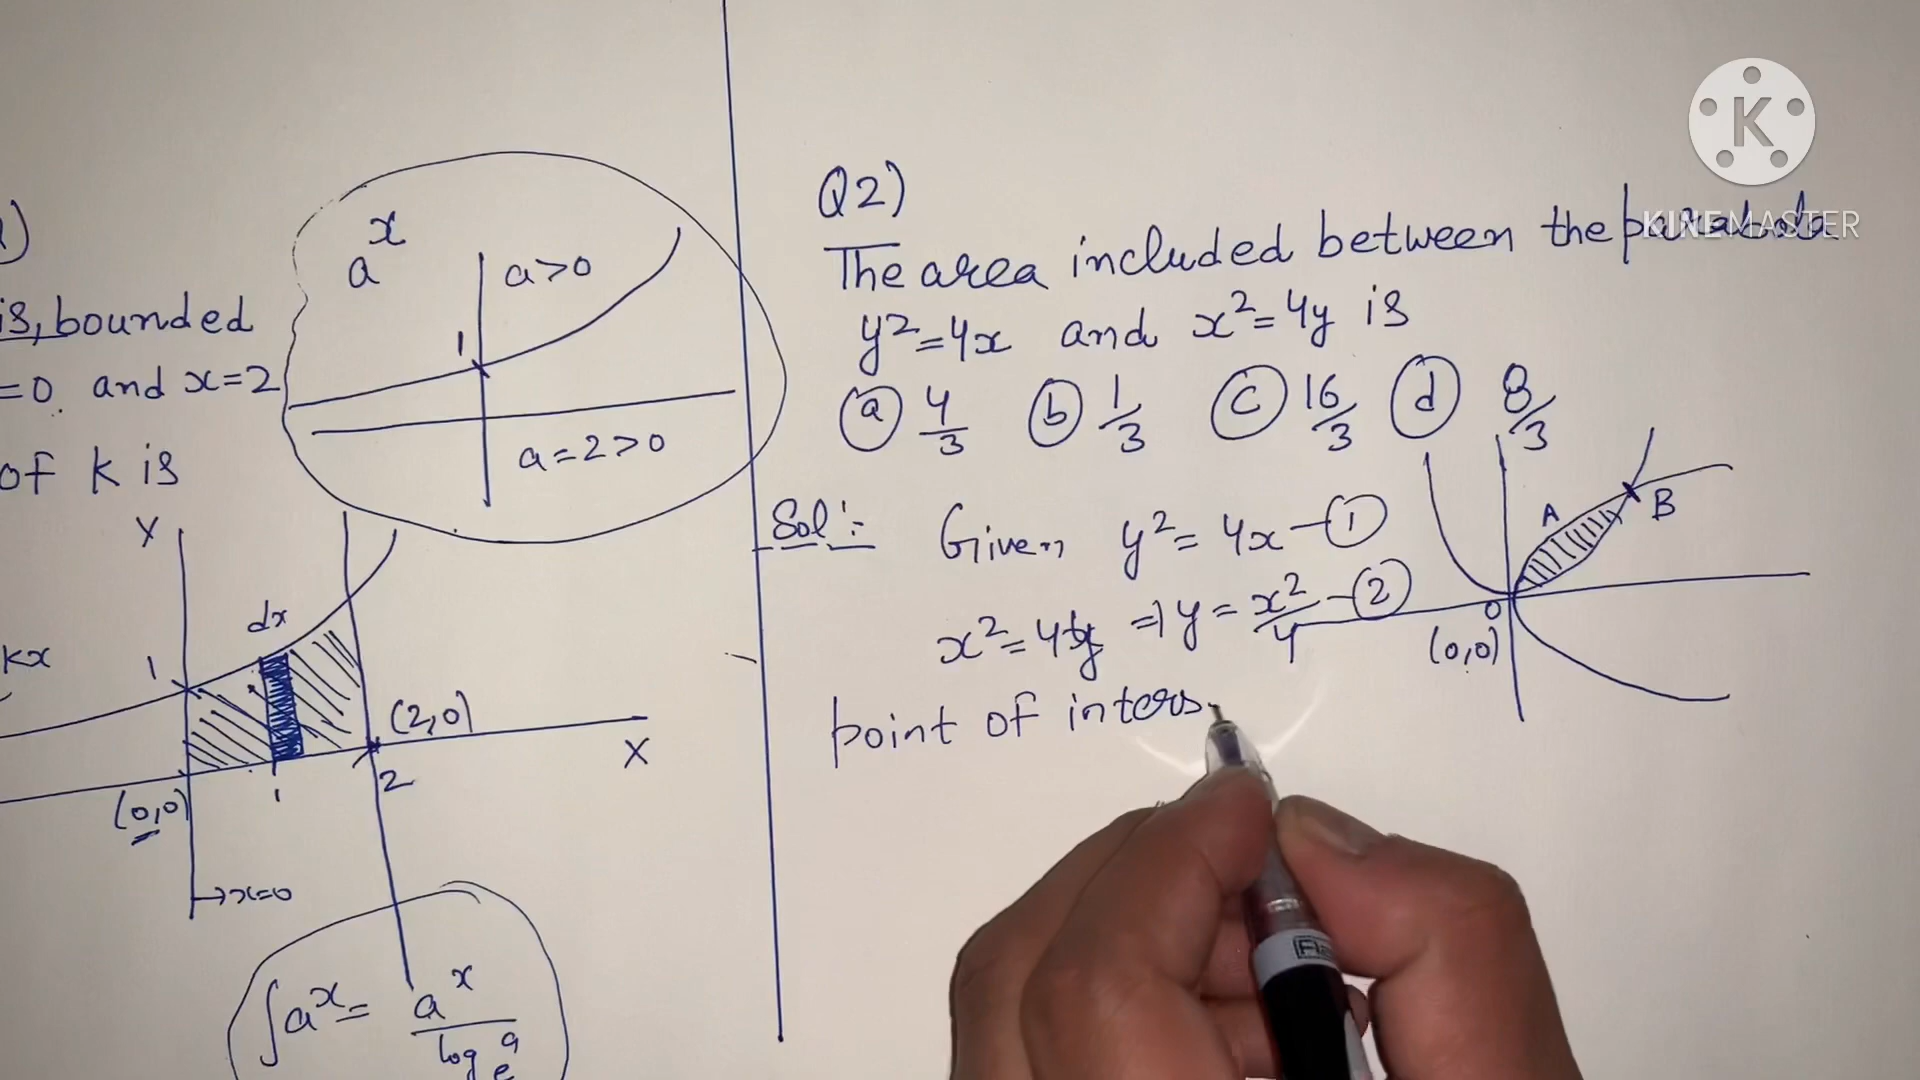 is, bounded
=0 and x=2
of k is
a^x
a>0
1
a=2>0
Y
dx
kx
1
(2,0)
X
2
(0,0)
1
→x=0
∫a^x = a^x / log_e a
K
KINEMASTER
Q2)
The area included between the parabola
y²=4x and x²=4y is
(a) 4/3 (b) 1/3 (c) 16/3 (d) 8/3
Sol':- Given y² = 4x —(1)
x²=4y ⇒ y = x²/4 —(2)
point of inters
A
B
0
(0,0)